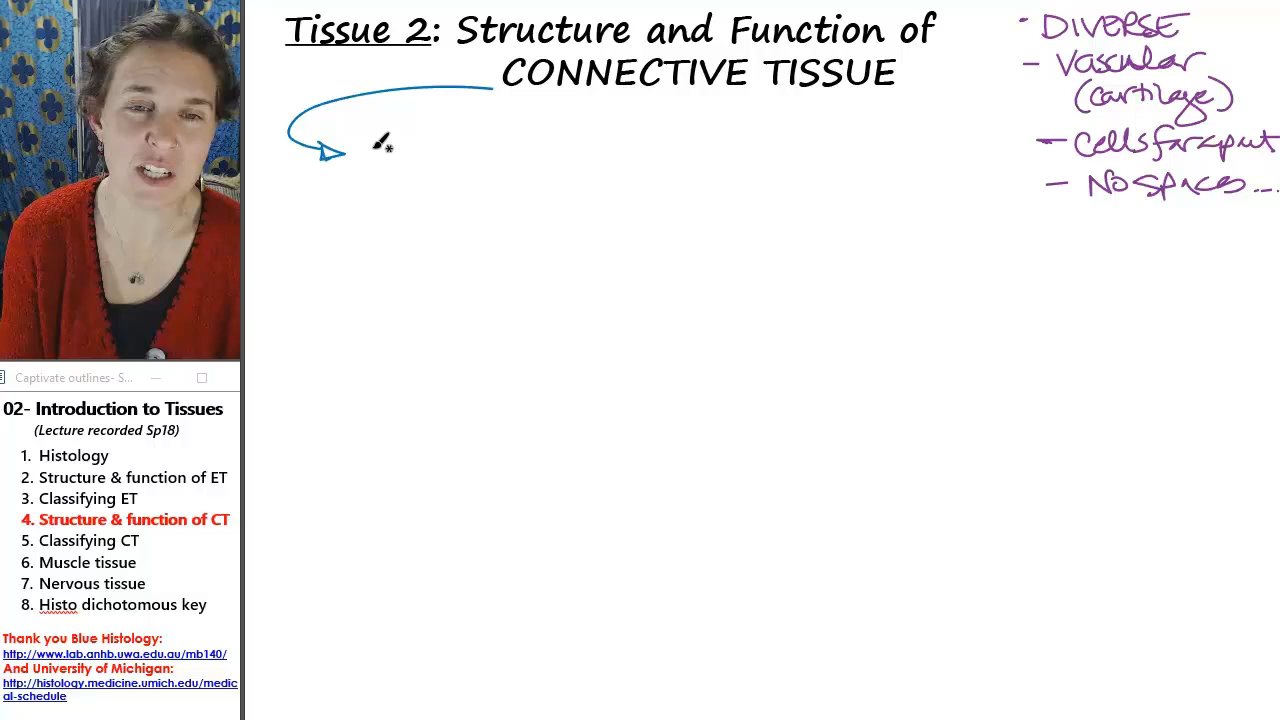 Tissue 2: Structure and Function of
CONNECTIVE TISSUE
· DIVERSE
- Vascular
(cartilage)
- Cells far apart
- No spaces ...
Captivate outlines- S...
02- Introduction to Tissues
(Lecture recorded Sp18)
1. Histology
2. Structure & function of ET
3. Classifying ET
4. Structure & function of CT
5. Classifying CT
6. Muscle tissue
7. Nervous tissue
8. Histo dichotomous key
Thank you Blue Histology:
http://www.lab.anhb.uwa.edu.au/mb140/
And University of Michigan:
http://histology.medicine.umich.edu/medic
al-schedule